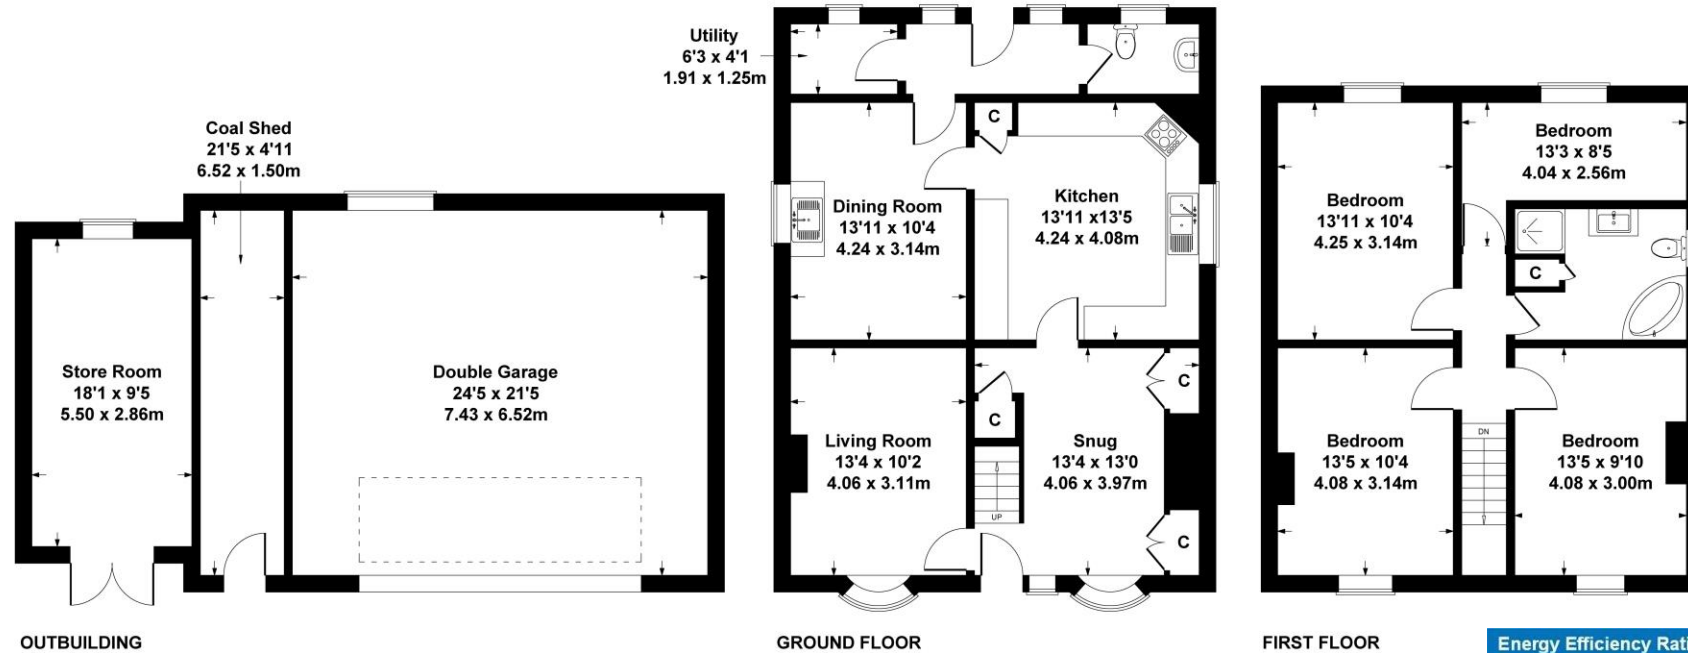 Utility
6'3 x 4'1
1.91 x 1.25m
Coal Shed
21'5 x 4'11
6.52 x 1.50m
Store Room
18'1 x 9'5
5.50 x 2.86m
Double Garage
24'5 x 21'5
7.43 x 6.52m
OUTBUILDING
C
Dining Room
13'11 x 10'4
4.24 x 3.14m
Kitchen
13'11 x13'5
4.24 x 4.08m
C
C
Living Room
13'4 x 10'2
4.06 x 3.11m
Snug
13'4 x 13'0
4.06 x 3.97m
UP
C
GROUND FLOOR
Bedroom
13'3 x 8'5
4.04 x 2.56m
Bedroom
13'11 x 10'4
4.25 x 3.14m
C
DN
Bedroom
13'5 x 10'4
4.08 x 3.14m
Bedroom
13'5 x 9'10
4.08 x 3.00m
FIRST FLOOR
Energy Efficiency Rati